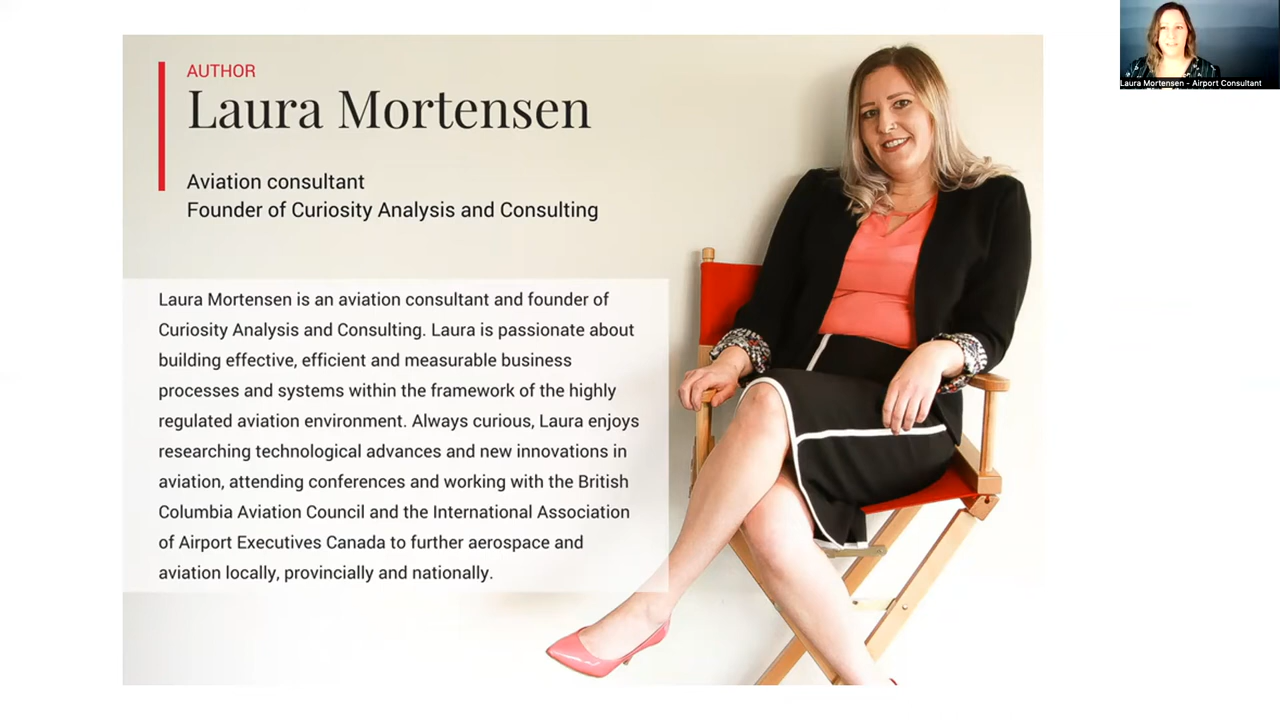 AUTHOR
Laura Mortensen
Aviation consultant
Founder of Curiosity Analysis and Consulting
Laura Mortensen is an aviation consultant and founder of
Curiosity Analysis and Consulting. Laura is passionate about
building effective, efficient and measurable business
processes and systems within the framework of the highly
regulated aviation environment. Always curious, Laura enjoys
researching technological advances and new innovations in
aviation, attending conferences and working with the British
Columbia Aviation Council and the International Association
of Airport Executives Canada to further aerospace and
aviation locally, provincially and nationally.
Laura Mortensen - Airport Consultant